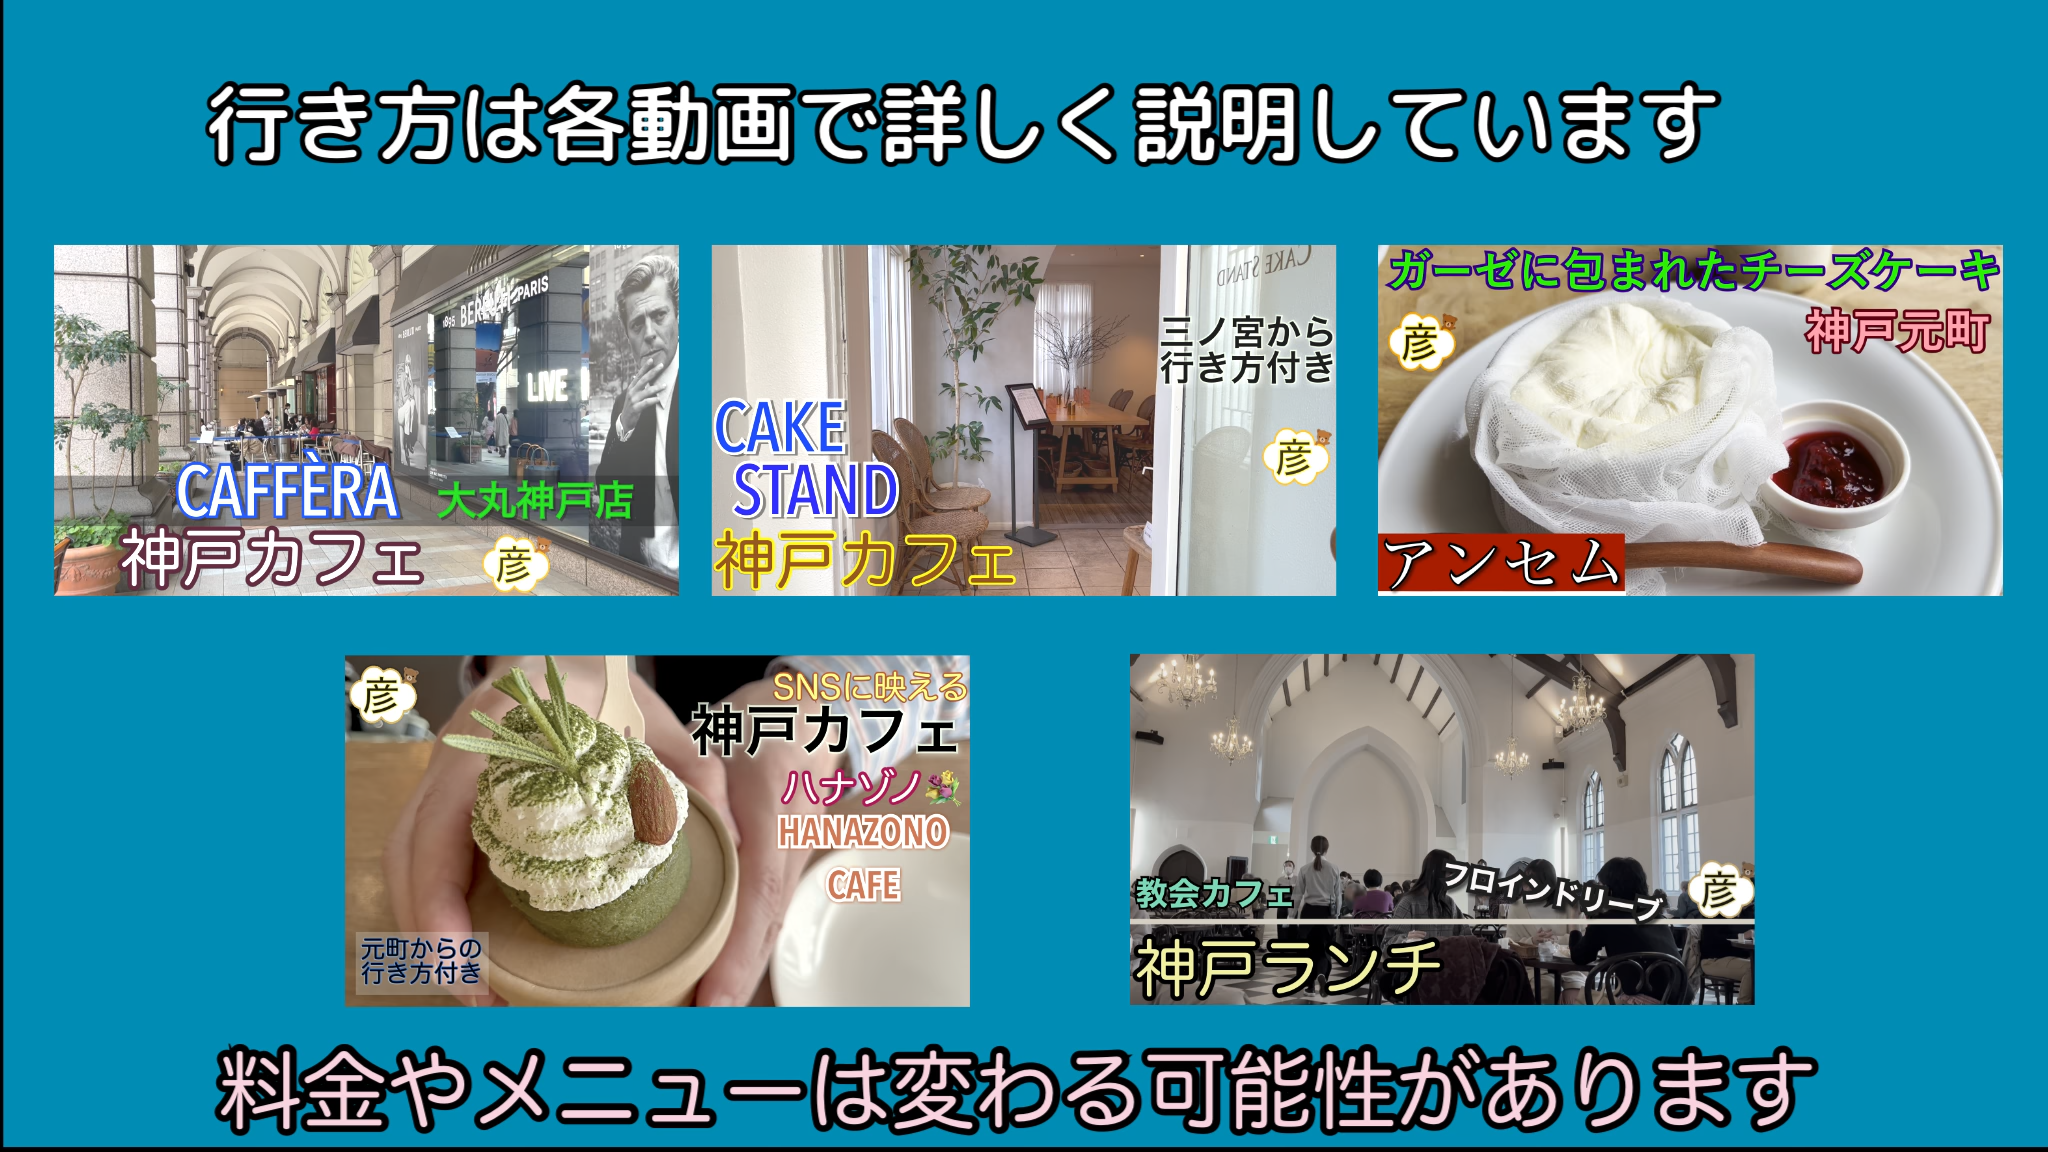 行き方は各動画で詳しく説明しています
1895 BERLUTI PARIS
LIVE
CAFFÈRA
大丸神戸店
神戸カフェ
彦
CAKE STAND
三ノ宮から
行き方付き
彦
CAKE
STAND
神戸カフェ
ガーゼに包まれたチーズケーキ
神戸元町
彦
アンセム
彦
SNSに映える
神戸カフェ
ハナゾノ
HANAZONO
CAFE
元町からの
行き方付き
教会カフェ
フロインドリーブ
彦
神戸ランチ
料金やメニューは変わる可能性があります